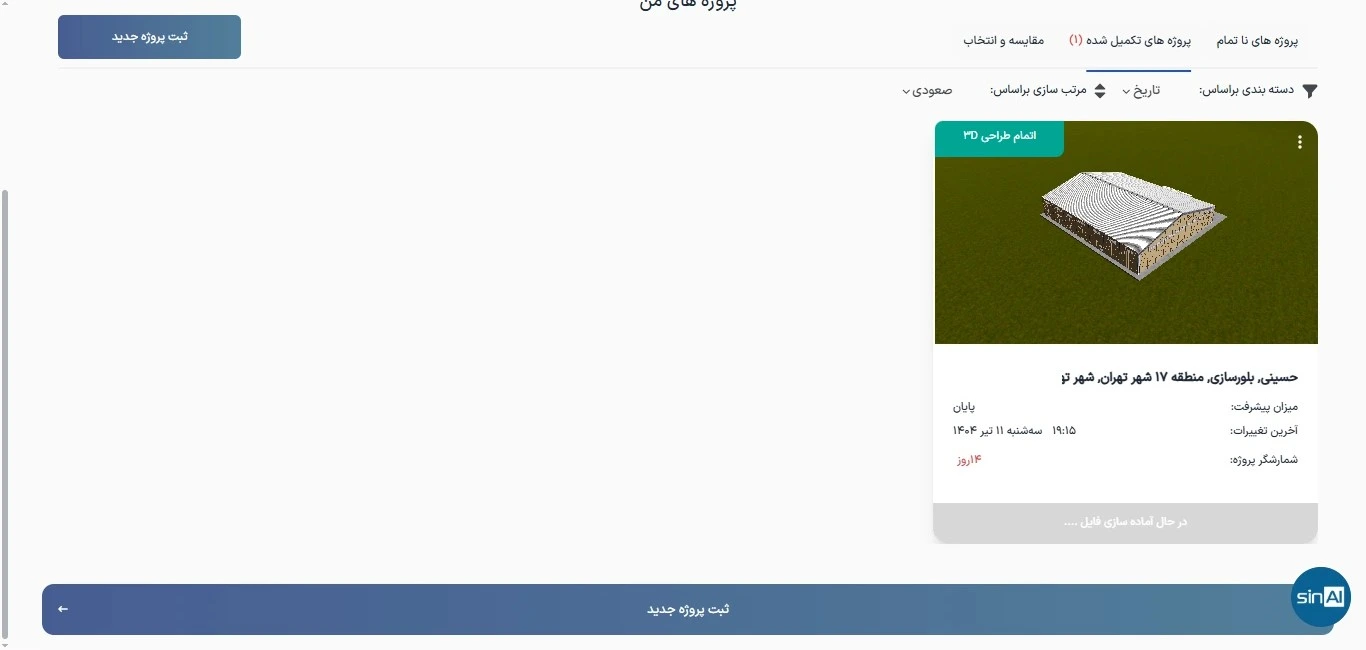 پروژه های من
پروژه های نا تمام
پروژه های تکمیل شده (۱)
مقایسه و انتخاب
ثبت پروژه جدید
دسته بندی براساس:
تاریخ
مرتب سازی براساس:
صعودی
اتمام طراحی ۳D
حسینی, بلورسازی, منطقه ۱۷ شهر تهران, شهر ته
میزان پیشرفت:
پایان
آخرین تغییرات:
۱۹:۱۵ سه‌شنبه ۱۱ تیر ۱۴۰۴
شمارشگر پروژه:
۱۴روز
در حال آماده سازی فایل ....
ثبت پروژه جدید
sinAI